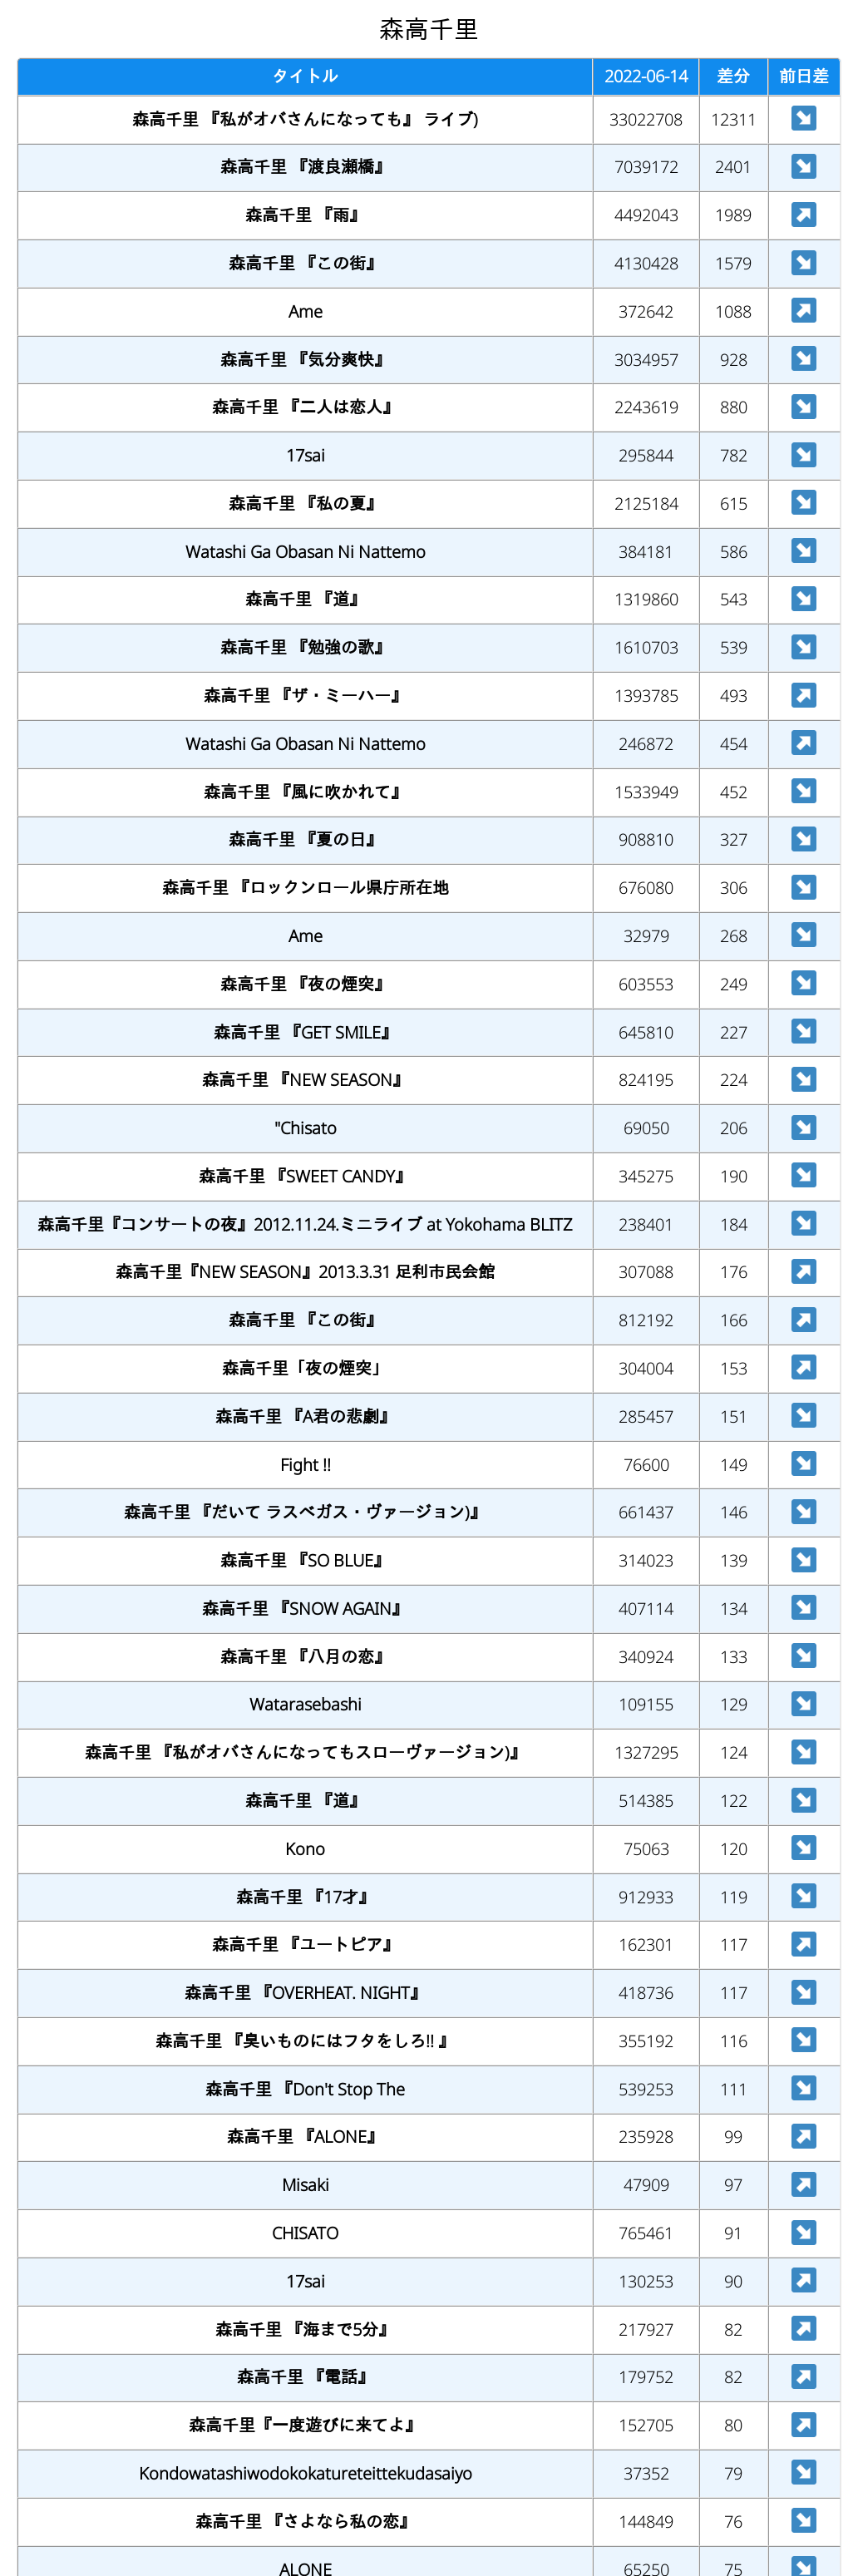 森高千里
タイトル 2022-06-14 差分 前日差
森高千里 『私がオバさんになっても』 ライブ) 33022708 12311
森高千里 『渡良瀬橋』 7039172 2401
森高千里 『雨』 4492043 1989
森高千里 『この街』 4130428 1579
Ame 372642 1088
森高千里 『気分爽快』 3034957 928
森高千里 『二人は恋人』 2243619 880
17sai 295844 782
森高千里 『私の夏』 2125184 615
Watashi Ga Obasan Ni Nattemo 384181 586
森高千里 『道』 1319860 543
森高千里 『勉強の歌』 1610703 539
森高千里 『ザ・ミーハー』 1393785 493
Watashi Ga Obasan Ni Nattemo 246872 454
森高千里 『風に吹かれて』 1533949 452
森高千里 『夏の日』 908810 327
森高千里 『ロックンロール県庁所在地 676080 306
Ame 32979 268
森高千里 『夜の煙突』 603553 249
森高千里 『GET SMILE』 645810 227
森高千里 『NEW SEASON』 824195 224
"Chisato 69050 206
森高千里 『SWEET CANDY』 345275 190
森高千里『コンサートの夜』2012.11.24.ミニライブ at Yokohama BLITZ 238401 184
森高千里『NEW SEASON』2013.3.31 足利市民会館 307088 176
森高千里 『この街』 812192 166
森高千里「夜の煙突」 304004 153
森高千里 『A君の悲劇』 285457 151
Fight !! 76600 149
森高千里 『だいて ラスベガス・ヴァージョン)』 661437 146
森高千里 『SO BLUE』 314023 139
森高千里 『SNOW AGAIN』 407114 134
森高千里 『八月の恋』 340924 133
Watarasebashi 109155 129
森高千里 『私がオバさんになってもスローヴァージョン)』 1327295 124
森高千里 『道』 514385 122
Kono 75063 120
森高千里 『17才』 912933 119
森高千里 『ユートピア』 162301 117
森高千里 『OVERHEAT. NIGHT』 418736 117
森高千里 『臭いものにはフタをしろ!! 』 355192 116
森高千里 『Don't Stop The 539253 111
森高千里 『ALONE』 235928 99
Misaki 47909 97
CHISATO 765461 91
17sai 130253 90
森高千里 『海まで5分』 217927 82
森高千里 『電話』 179752 82
森高千里『一度遊びに来てよ』 152705 80
Kondowatashiwodokokatureteittekudasaiyo 37352 79
森高千里 『さよなら私の恋』 144849 76
ALONE 65250 75